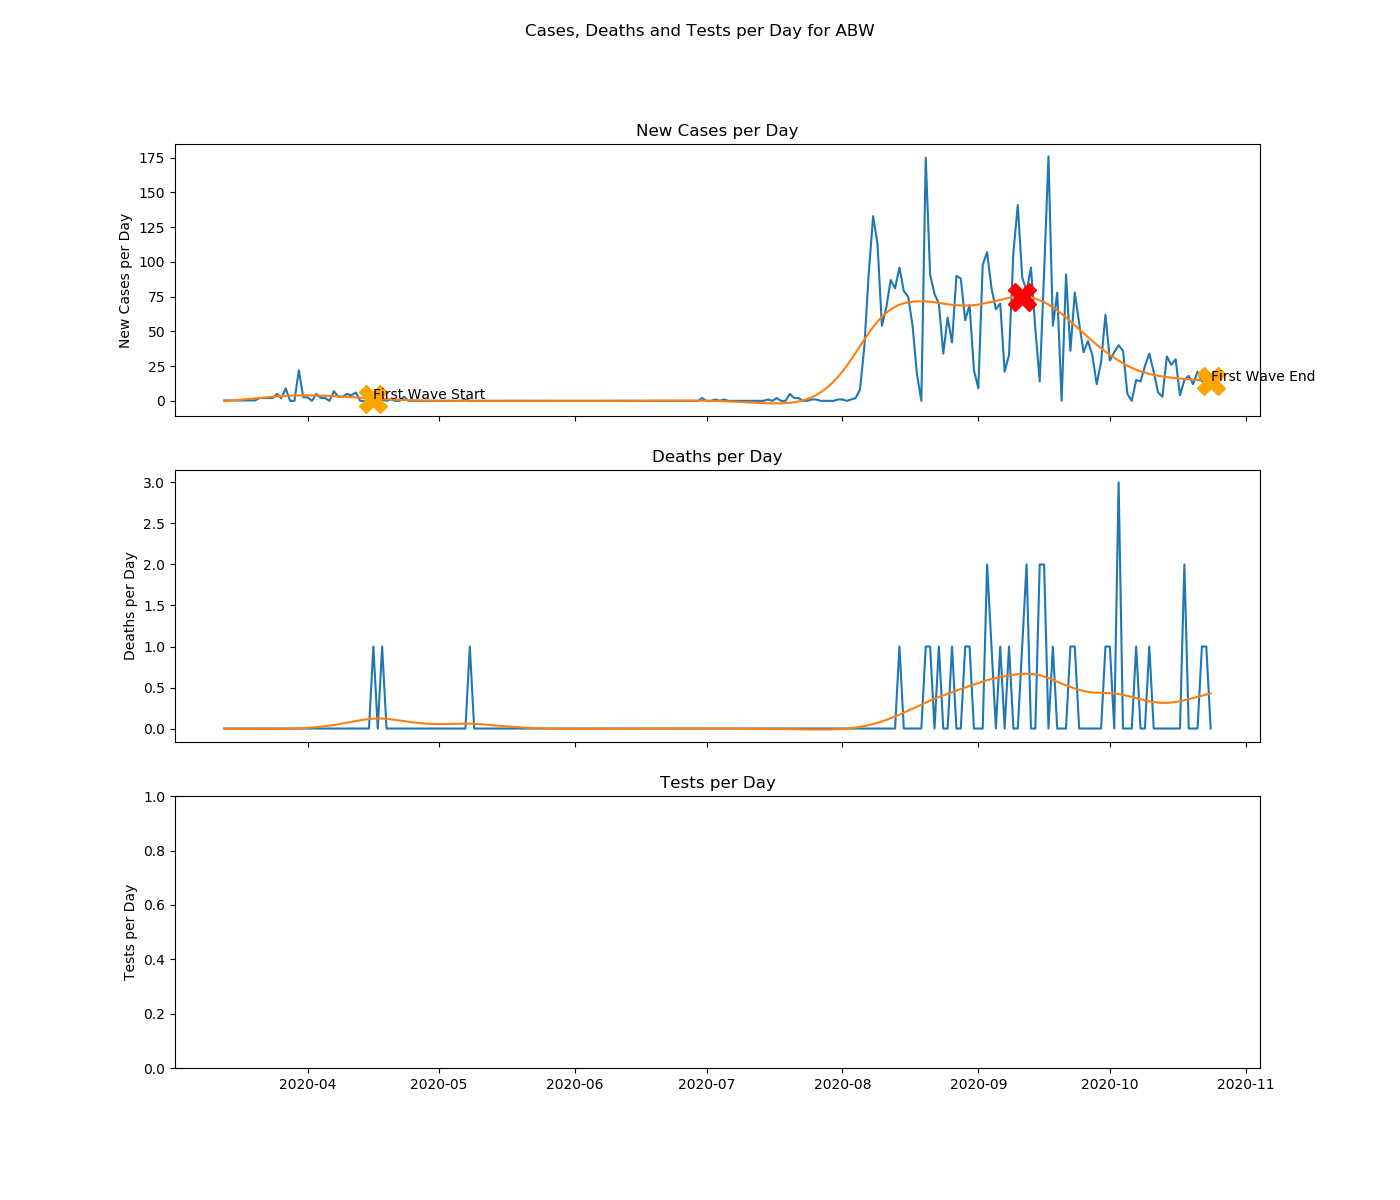 Cases, Deaths and Tests per Day for ABW
New Cases per Day
New Cases per Day
175
150
125
100
75
50
25
0
First Wave Start
First Wave End
Deaths per Day
Deaths per Day
3.0
2.5
2.0
1.5
1.0
0.5
0.0
Tests per Day
Tests per Day
1.0
0.8
0.6
0.4
0.2
0.0
2020-04 2020-05 2020-06 2020-07 2020-08 2020-09 2020-10 2020-11